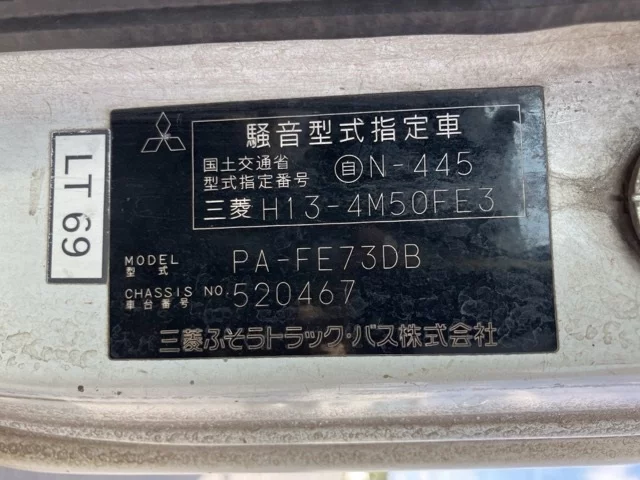 騒音型式指定車
国土交通省
型式指定番号 自N-445
三菱 H13-4M50FE3
MODEL
型式 PA-FE73DB
CHASSIS NO.
車台番号 520467
三菱ふそうトラック・バス株式会社
LT 69